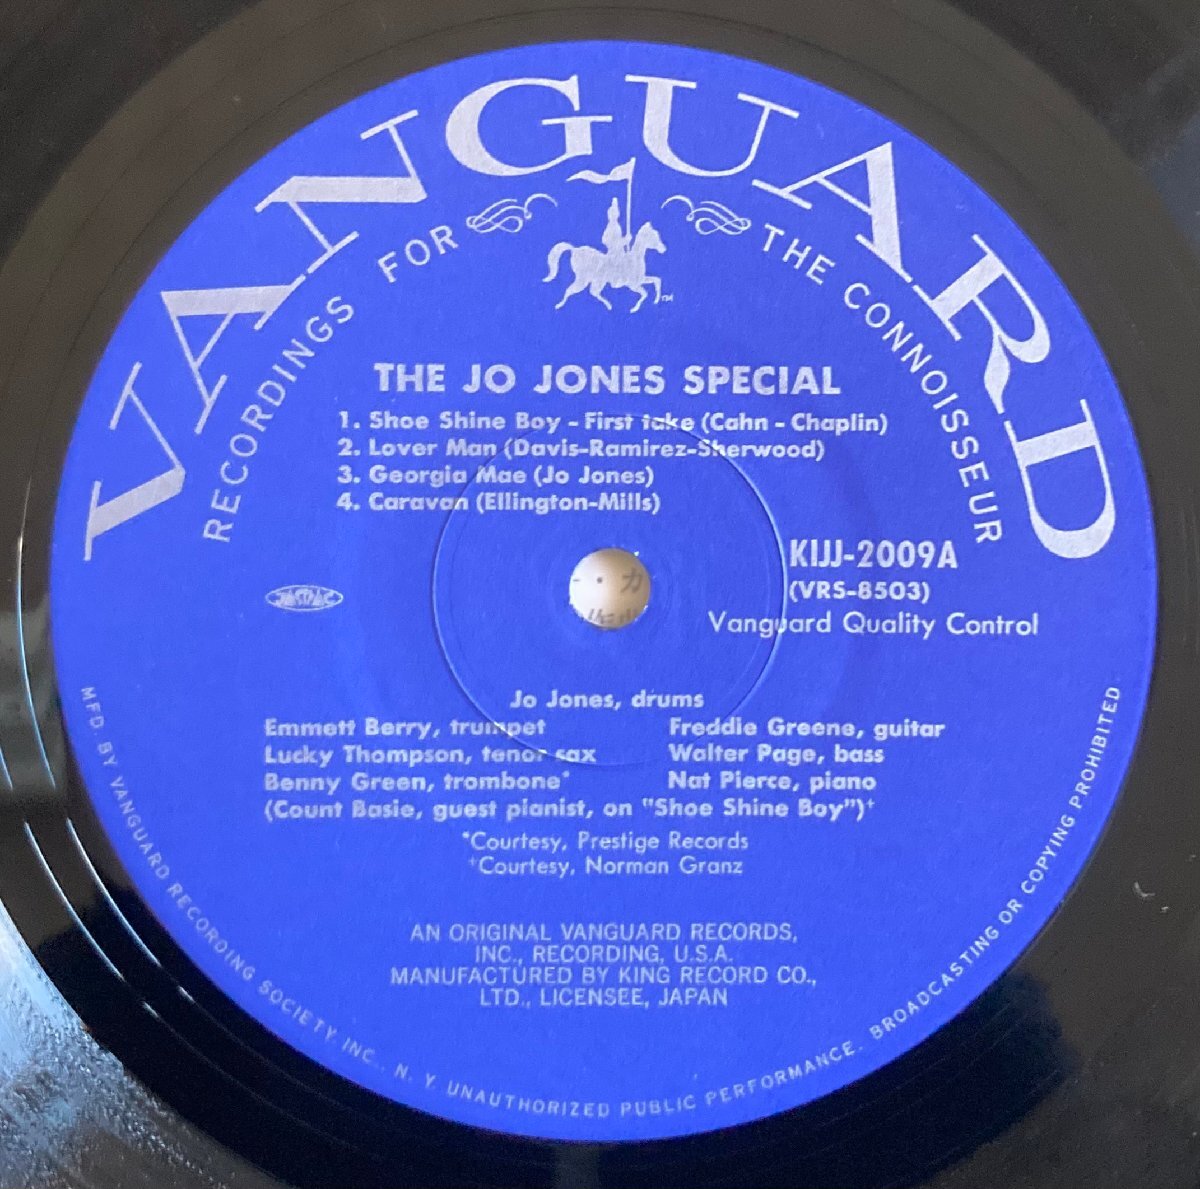 VANGUARD
RECORDINGS FOR THE CONNOISSEUR
TM
THE JO JONES SPECIAL
1. Shoe Shine Boy - First take (Cahn - Chaplin)
2. Lover Man (Davis-Ramirez-Sherwood)
3. Georgia Mae (Jo Jones)
4. Caravan (Ellington-Mills)
KIJJ-2009A
(VRS-8503)
JASRAC
Vanguard Quality Control
Jo Jones, drums
Emmett Berry, trumpet Freddie Greene, guitar
Lucky Thompson, tenor sax Walter Page, bass
Benny Green, trombone* Nat Pierce, piano
(Count Basie, guest pianist, on "Shoe Shine Boy")+
*Courtesy, Prestige Records
+Courtesy, Norman Granz
AN ORIGINAL VANGUARD RECORDS,
INC., RECORDING, U.S.A.
MANUFACTURED BY KING RECORD CO.,
LTD., LICENSEE, JAPAN
MFD. BY VANGUARD RECORDING SOCIETY, INC., N. Y. UNAUTHORIZED PUBLIC PERFORMANCE, BROADCASTING OR COPYING PROHIBITED